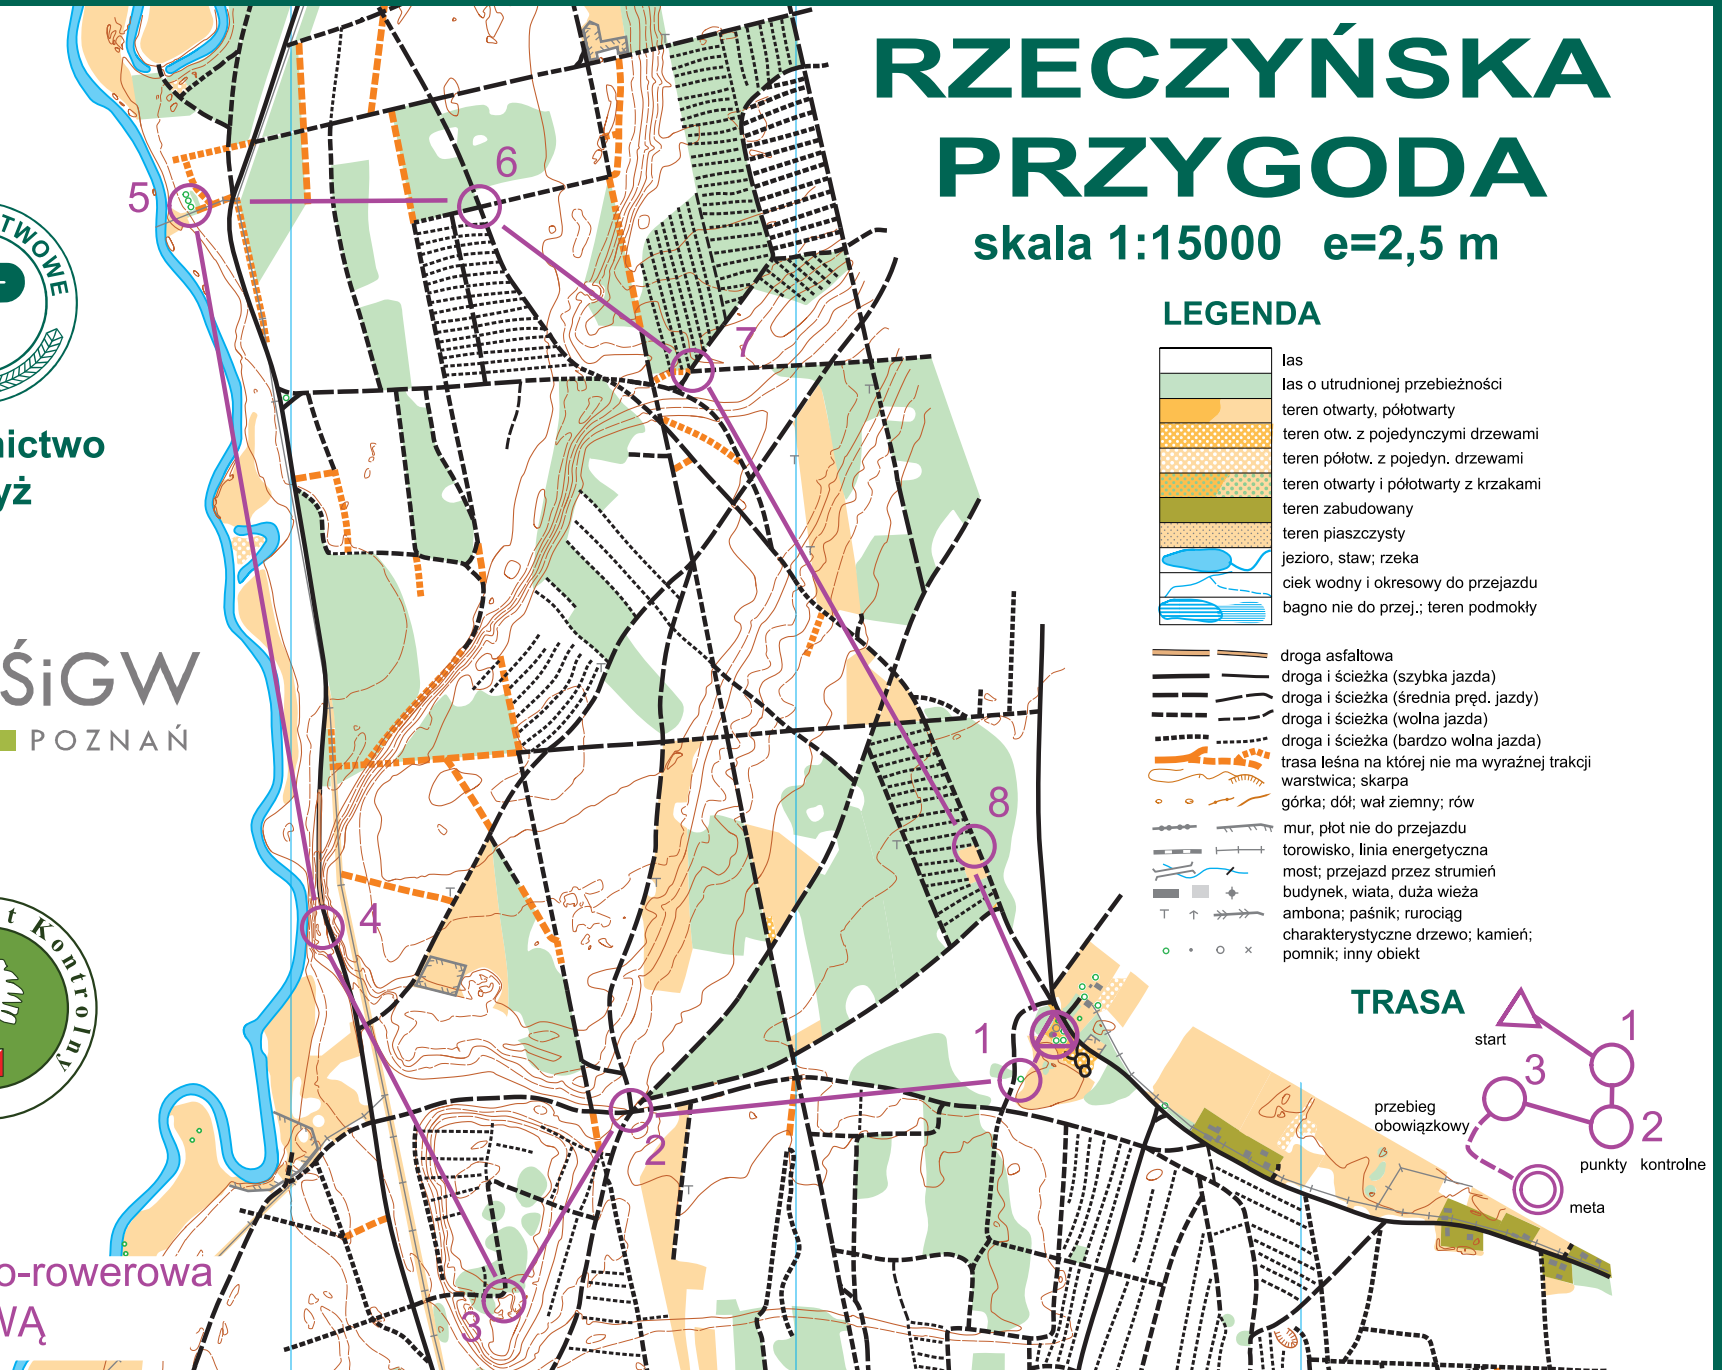 RZECZYŃSKA
PRZYGODA
skala 1:15000 e=2,5 m
LEGENDA
las
las o utrudnionej przebieżności
teren otwarty, półotwarty
teren otw. z pojedynczymi drzewami
teren półotw. z pojedyn. drzewami
teren otwarty i półotwarty z krzakami
teren zabudowany
teren piaszczysty
jezioro, staw; rzeka
ciek wodny i okresowy do przejazdu
bagno nie do przej.; teren podmokły
droga asfaltowa
droga i ścieżka (szybka jazda)
droga i ścieżka (średnia pręd. jazdy)
droga i ścieżka (wolna jazda)
droga i ścieżka (bardzo wolna jazda)
trasa leśna na której nie ma wyraźnej trakcji
warstwica; skarpa
górka; dół; wał ziemny; rów
mur, płot nie do przejazdu
torowisko, linia energetyczna
most; przejazd przez strumień
budynek, wiata, duża wieża
ambona; paśnik; rurociąg
charakterystyczne drzewo; kamień;
pomnik; inny obiekt
TRASA
start
1
3
przebieg
obowiązkowy
2
punkty kontrolne
meta
5
6
7
8
4
1
2
3
TWOWE
nictwo
yż
ŚiGW
POZNAŃ
t Kontrolny
o-rowerowa
WĄ